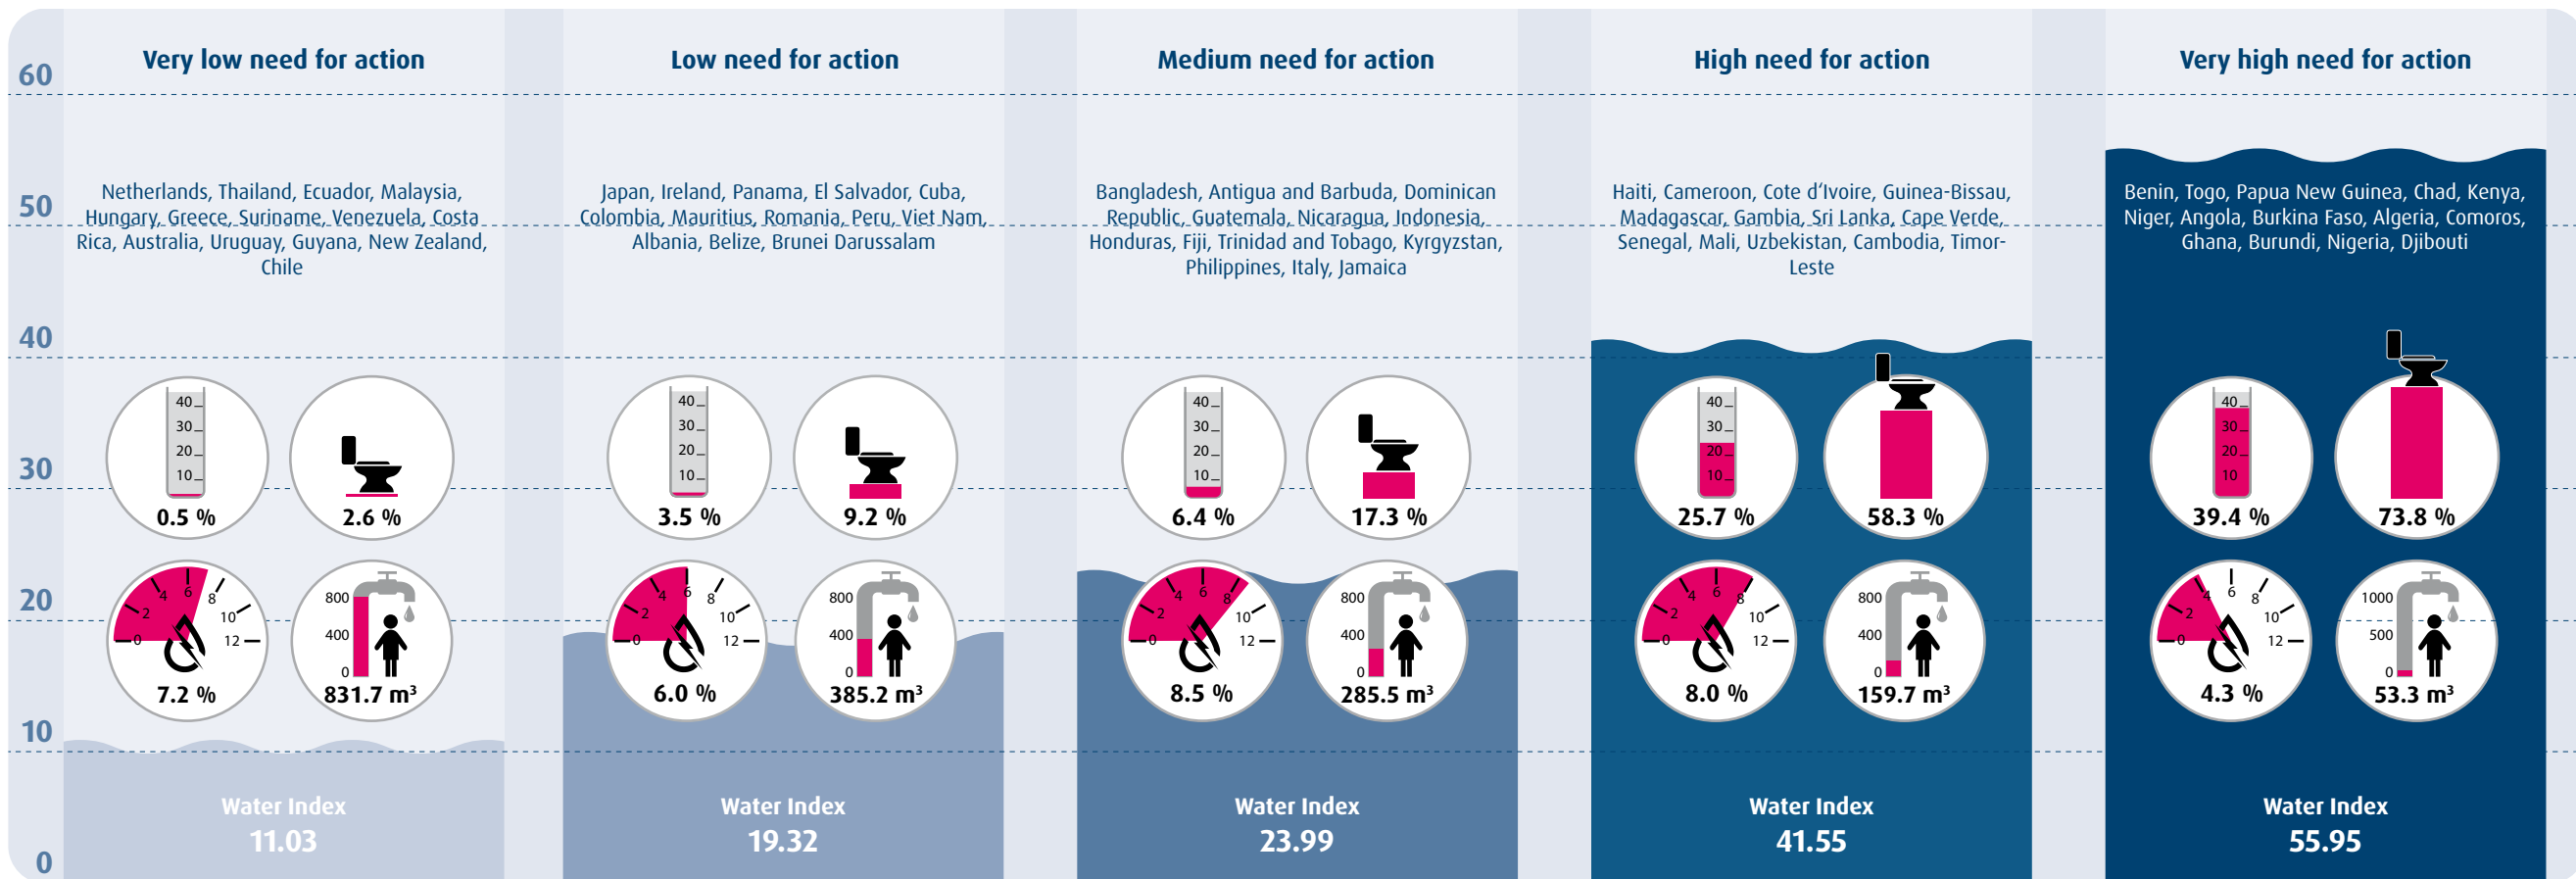 60
50
40
30
20
10
0
Very low need for action
Netherlands, Thailand, Ecuador, Malaysia,
Hungary, Greece, Suriname, Venezuela, Costa
Rica, Australia, Uruguay, Guyana, New Zealand,
Chile
40
30
20
10
0.5 %
2.6 %
0
2
4
6
8
10
12
7.2 %
800
400
0
831.7 m³
Water Index
11.03
Low need for action
Japan, Ireland, Panama, El Salvador, Cuba,
Colombia, Mauritius, Romania, Peru, Viet Nam,
Albania, Belize, Brunei Darussalam
40
30
20
10
3.5 %
9.2 %
0
2
4
6
8
10
12
6.0 %
800
400
0
385.2 m³
Water Index
19.32
Medium need for action
Bangladesh, Antigua and Barbuda, Dominican
Republic, Guatemala, Nicaragua, Indonesia,
Honduras, Fiji, Trinidad and Tobago, Kyrgyzstan,
Philippines, Italy, Jamaica
40
30
20
10
6.4 %
17.3 %
0
2
4
6
8
10
12
8.5 %
800
400
0
285.5 m³
Water Index
23.99
High need for action
Haiti, Cameroon, Cote d‘Ivoire, Guinea-Bissau,
Madagascar, Gambia, Sri Lanka, Cape Verde,
Senegal, Mali, Uzbekistan, Cambodia, Timor-
Leste
40
30
20
10
25.7 %
58.3 %
0
2
4
6
8
10
12
8.0 %
800
400
0
159.7 m³
Water Index
41.55
Very high need for action
Benin, Togo, Papua New Guinea, Chad, Kenya,
Niger, Angola, Burkina Faso, Algeria, Comoros,
Ghana, Burundi, Nigeria, Djibouti
40
30
20
10
39.4 %
73.8 %
0
2
4
6
8
10
12
4.3 %
1000
500
0
53.3 m³
Water Index
55.95